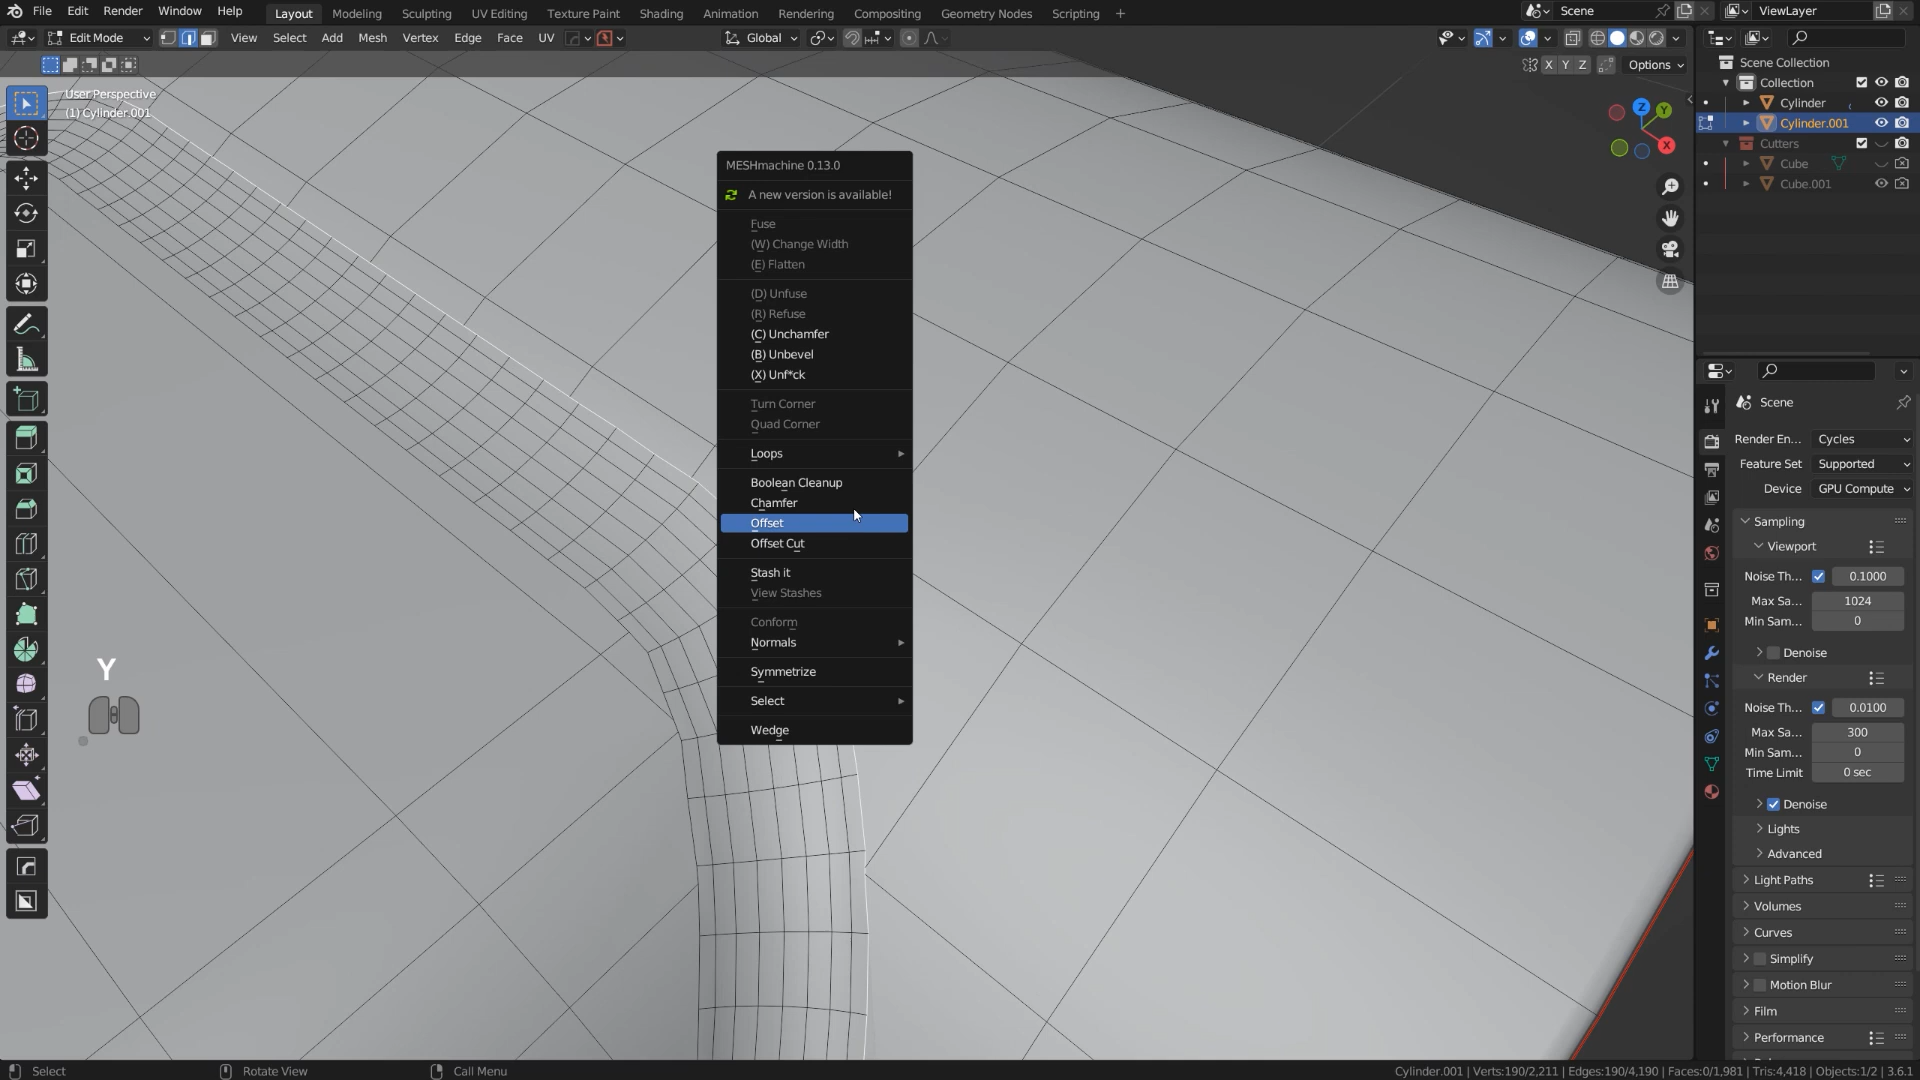 File Edit Render Window Help Layout Modeling Sculpting UV Editing Texture Paint Shading Animation Rendering Compositing Geometry Nodes Scripting + Scene ViewLayer
Edit Mode View Select Add Mesh Vertex Edge Face UV Global
X Y Z Options
User Perspective
(1) Cylinder.001
Scene Collection
Collection
Cylinder
Cylinder.001
Cutters
Cube
Cube.001
Z
Y
X
MESHmachine 0.13.0
A new version is available!
Fuse
(W) Change Width
(E) Flatten
(D) Unfuse
(R) Refuse
(C) Unchamfer
(B) Unbevel
(X) Unf*ck
Turn Corner
Quad Corner
Loops
Boolean Cleanup
Chamfer
Offset
Offset Cut
Stash it
View Stashes
Conform
Normals
Symmetrize
Select
Wedge
Y
Scene
Render En... Cycles
Feature Set Supported
Device GPU Compute
Sampling
Viewport
Noise Th... 0.1000
Max Sa... 1024
Min Sam... 0
Denoise
Render
Noise Th... 0.0100
Max Sa... 300
Min Sam... 0
Time Limit 0 sec
Denoise
Lights
Advanced
Light Paths
Volumes
Curves
Simplify
Motion Blur
Film
Performance
Select Rotate View Call Menu Cylinder.001 | Verts:190/2,211 | Edges:190/4,190 | Faces:0/1,981 | Tris:4,418 | Objects:1/2 | 3.6.1